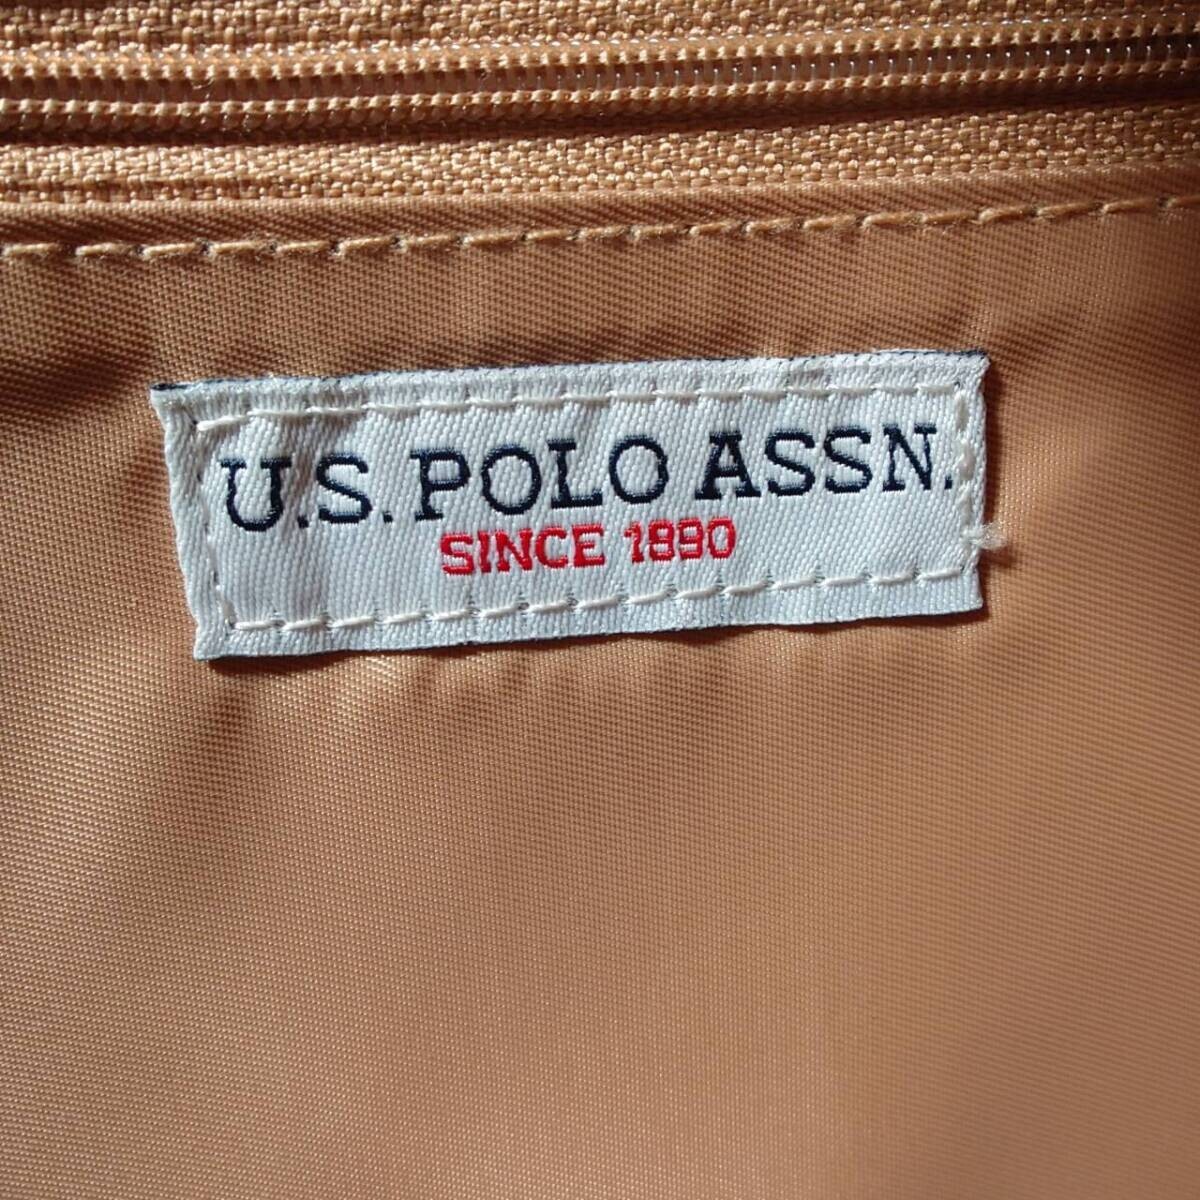 U.S. POLO ASSN.
SINCE 1890